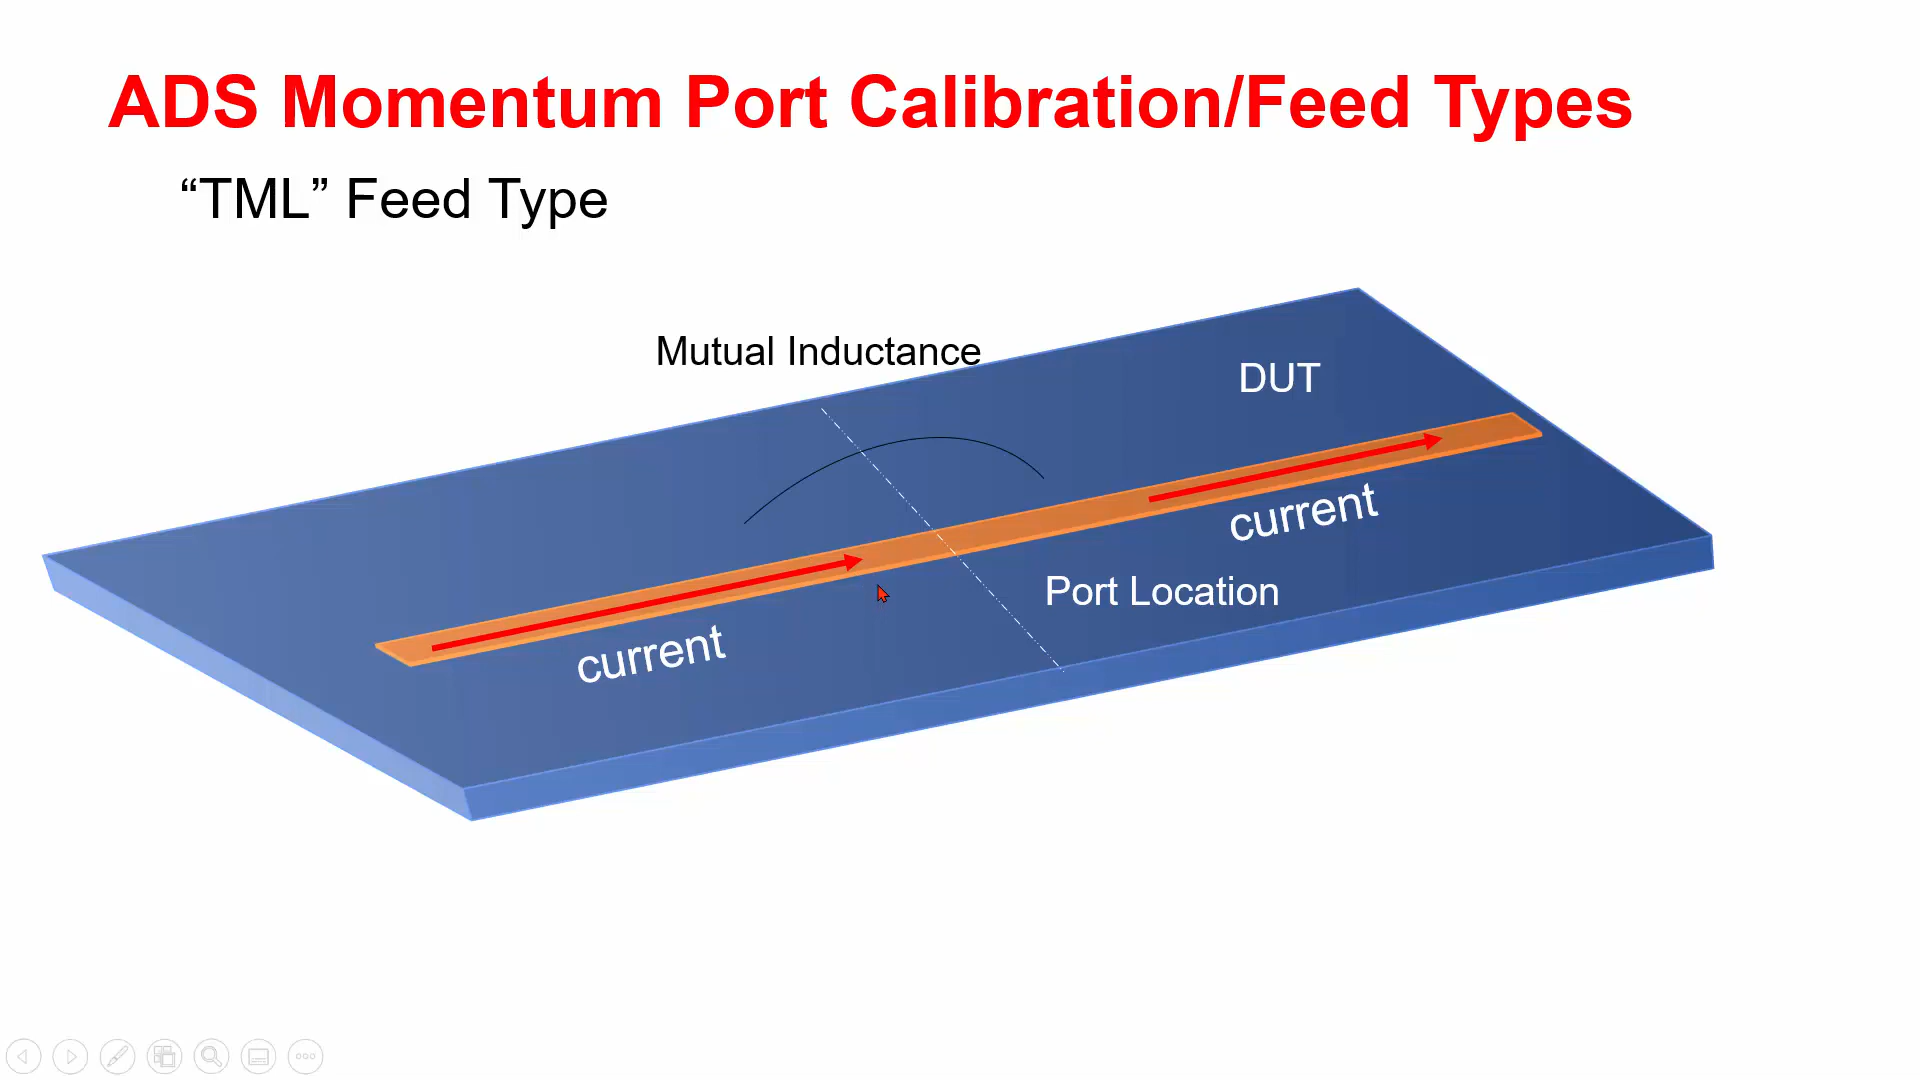 ADS Momentum Port Calibration/Feed Types
“TML” Feed Type
Mutual Inductance
DUT
current
Port Location
current